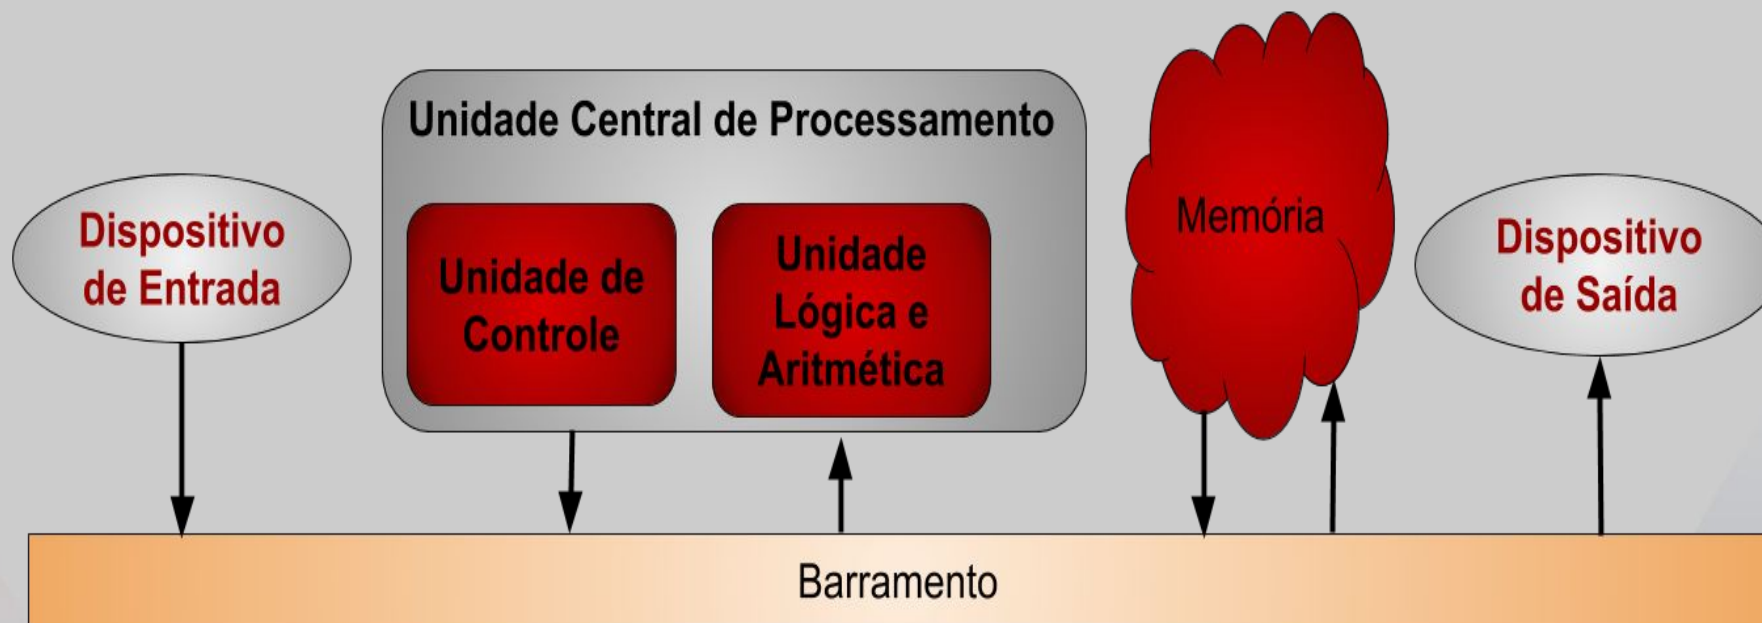 Unidade Central de Processamento
Dispositivo
de Entrada
Unidade de
Controle
Unidade
Lógica e
Aritmética
Memória
Dispositivo
de Saída
Barramento